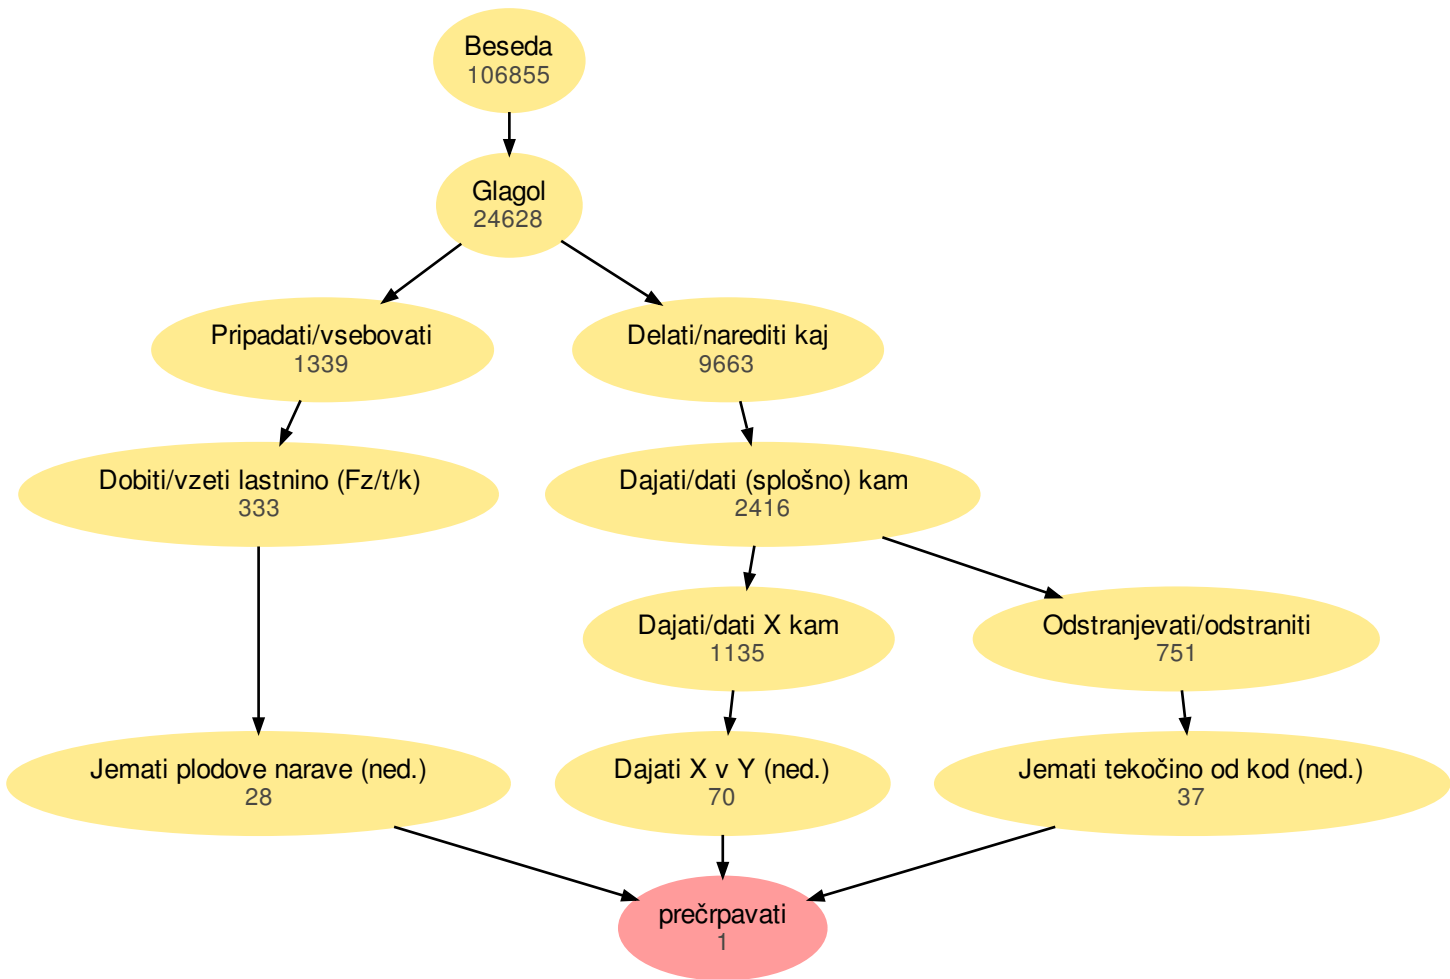 Beseda
106855
Glagol
24628
Pripadati/vsebovati
1339
Delati/narediti kaj
9663
Dobiti/vzeti lastnino (Fz/t/k)
333
Dajati/dati (splošno) kam
2416
Dajati/dati X kam
1135
Odstranjevati/odstraniti
751
Jemati plodove narave (ned.)
28
Dajati X v Y (ned.)
70
Jemati tekočino od kod (ned.)
37
prečrpavati
1